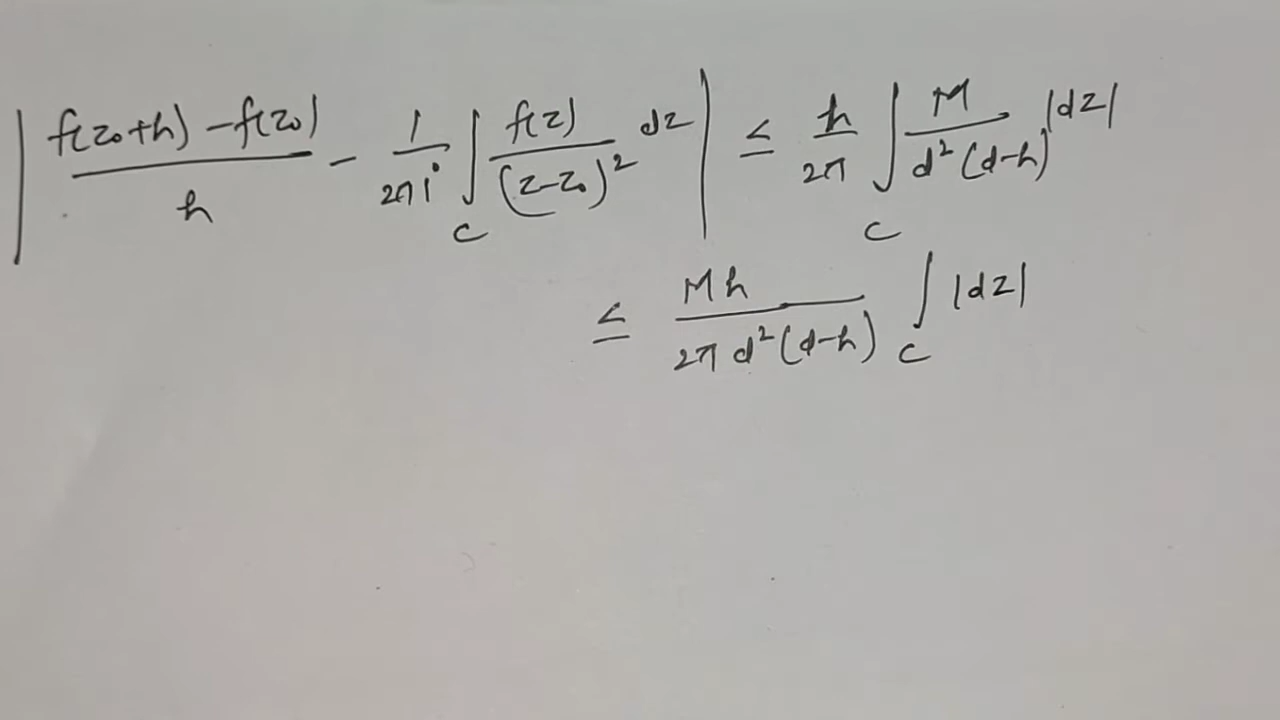 | f(z₀+h) - f(z₀) / h - 1/2πi ∫_C f(z)/(z-z₀)² dz | ≤ h/2π ∫_C M/d²(d-h) |dz|
≤ Mh/2π d²(d-h) ∫_C |dz|